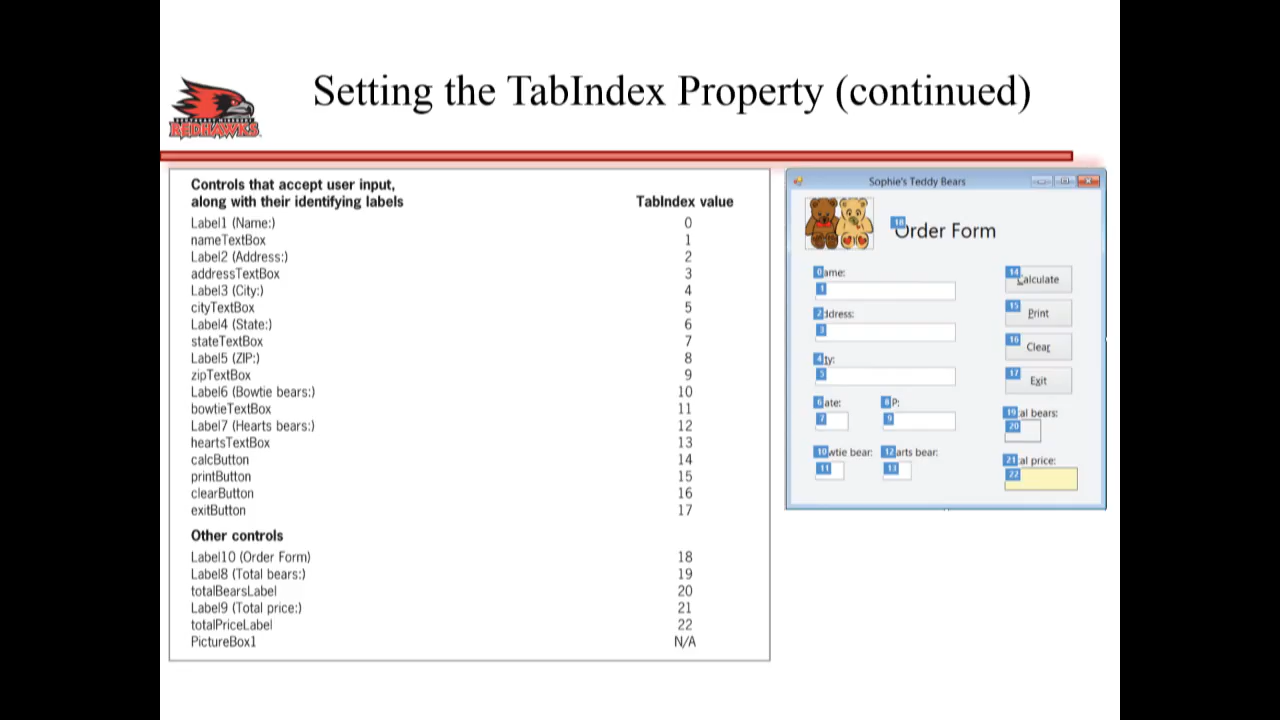 Setting the TabIndex Property (continued)
REDHAWKS
Controls that accept user input,
along with their identifying labels TabIndex value
Label1 (Name:) 0
nameTextBox 1
Label2 (Address:) 2
addressTextBox 3
Label3 (City:) 4
cityTextBox 5
Label4 (State:) 6
stateTextBox 7
Label5 (ZIP:) 8
zipTextBox 9
Label6 (Bowtie bears:) 10
bowtieTextBox 11
Label7 (Hearts bears:) 12
heartsTextBox 13
calcButton 14
printButton 15
clearButton 16
exitButton 17
Other controls
Label10 (Order Form) 18
Label8 (Total bears:) 19
totalBearsLabel 20
Label9 (Total price:) 21
totalPriceLabel 22
PictureBox1 N/A
Sophie's Teddy Bears
18 Order Form
0 ame:
1
2 ddress:
3
4 ity:
5
6 ate: 8 P:
7 9
10 wtie bear: 12 arts bear:
11 13
14 Calculate
15 Print
16 Clear
17 Exit
19 al bears:
20
21 al price:
22